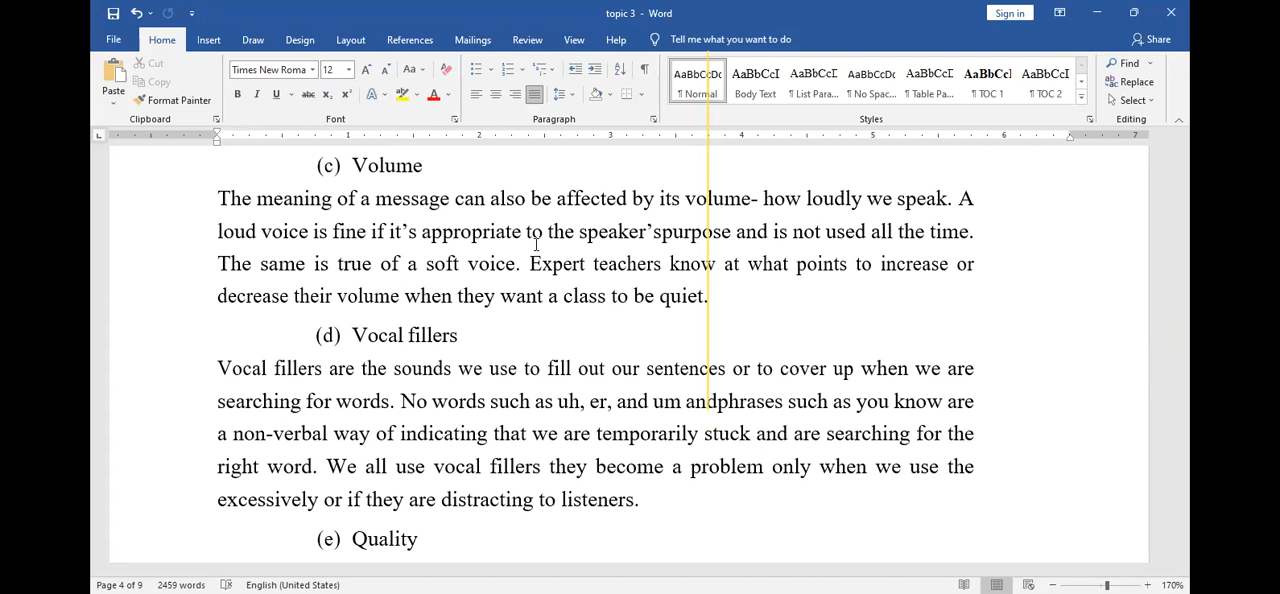 topic 3 - Word
Sign in
File Home Insert Draw Design Layout References Mailings Review View Help Tell me what you want to do Share
Paste
Cut
Copy
Format Painter
Clipboard
Times New Roma 12
Font
Paragraph
AaBbCcDc ¶ Normal
AaBbCcI Body Text
AaBbCcD ¶ List Para...
AaBbCcDc ¶ No Spac...
AaBbCcD ¶ Table Pa...
AaBbCcI ¶ TOC 1
AaBbCcI ¶ TOC 2
Styles
Find
Replace
Select
Editing
1 2 3 4 5 6 7
(c) Volume
The meaning of a message can also be affected by its volume- how loudly we speak. A
loud voice is fine if it’s appropriate to the speaker’spurpose and is not used all the time.
The same is true of a soft voice. Expert teachers know at what points to increase or
decrease their volume when they want a class to be quiet.
(d) Vocal fillers
Vocal fillers are the sounds we use to fill out our sentences or to cover up when we are
searching for words. No words such as uh, er, and um andphrases such as you know are
a non-verbal way of indicating that we are temporarily stuck and are searching for the
right word. We all use vocal fillers they become a problem only when we use the
excessively or if they are distracting to listeners.
(e) Quality
Page 4 of 9 2459 words English (United States) 170%